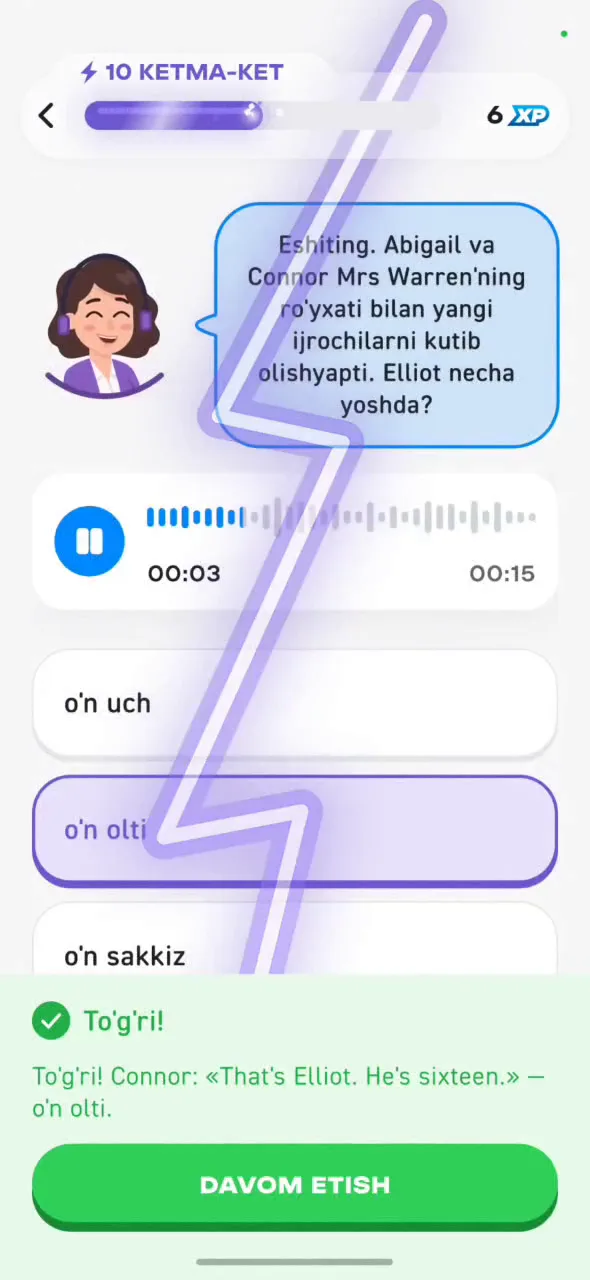 10 KETMA-KET
6 XP
Eshiting. Abigail va
Connor Mrs Warren'ning
ro'yxati bilan yangi
ijrochilarni kutib
olishyapti. Elliot necha
yoshda?
00:03
00:15
o'n uch
o'n olti
o'n sakkiz
To'g'ri!
To'g'ri! Connor: «That's Elliot. He's sixteen.» —
o'n olti.
DAVOM ETISH